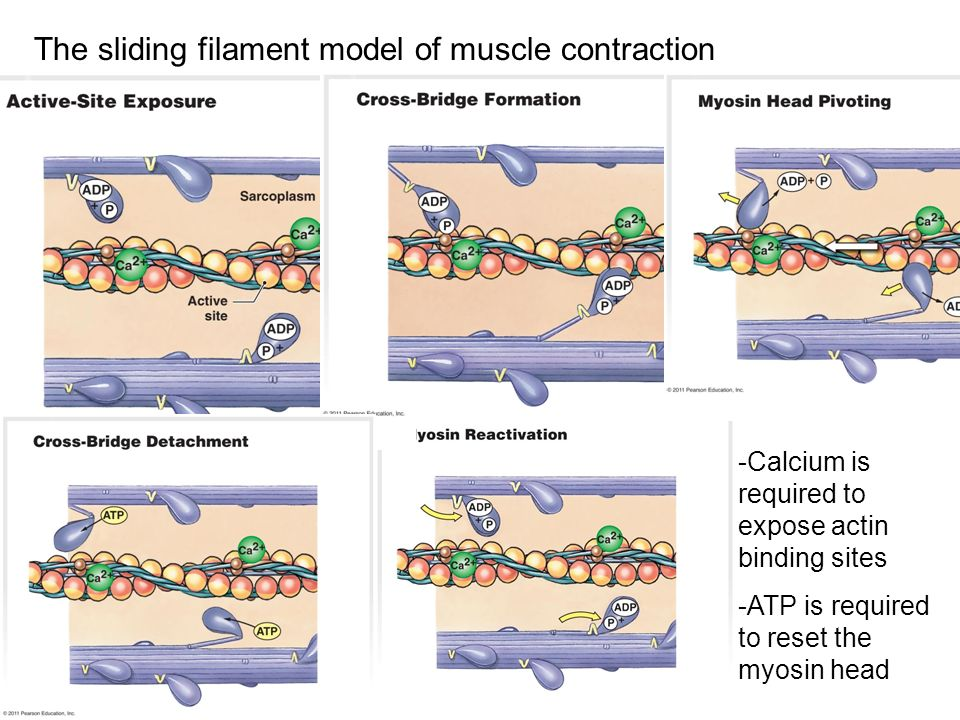 The sliding filament model of muscle contraction
Active-Site Exposure
ADP
+
P
Sarcoplasm
Ca2+
Ca2+
Active
site
ADP
P +
Cross-Bridge Formation
ADP
+
P
Ca2+
Ca2+
ADP
P +
© 2011 Pearson Education, Inc.
Myosin Head Pivoting
ADP + P
Ca2+
Ca2+
AD
© 2011 Pearson Education, Inc.
Cross-Bridge Detachment
ATP
Ca2+
Ca2+
ATP
© 2011 Pearson Education, Inc.
yosin Reactivation
ADP
+
P
Ca2+
Ca2+
ADP
P +
-Calcium is
required to
expose actin
binding sites
-ATP is required
to reset the
myosin head